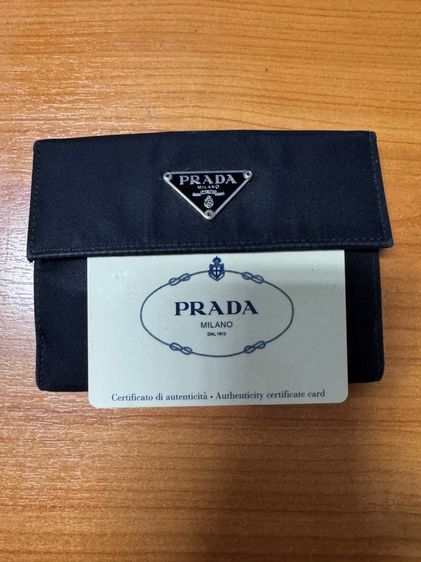 PRADA
MILANO
PRADA
MILANO
DAL 1913
Certificato di autenticità • Authenticity certificate card